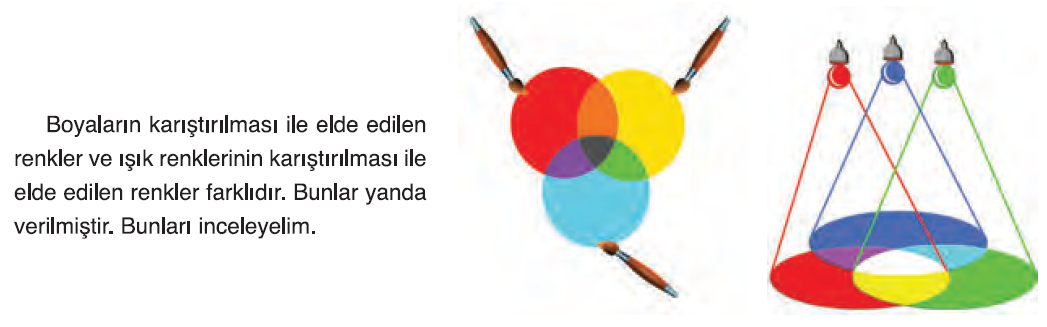 Boyaların karıştırılması ile elde edilen
renkler ve ışık renklerinin karıştırılması ile
elde edilen renkler farklıdır. Bunlar yanda
verilmiştir. Bunları inceleyelim.